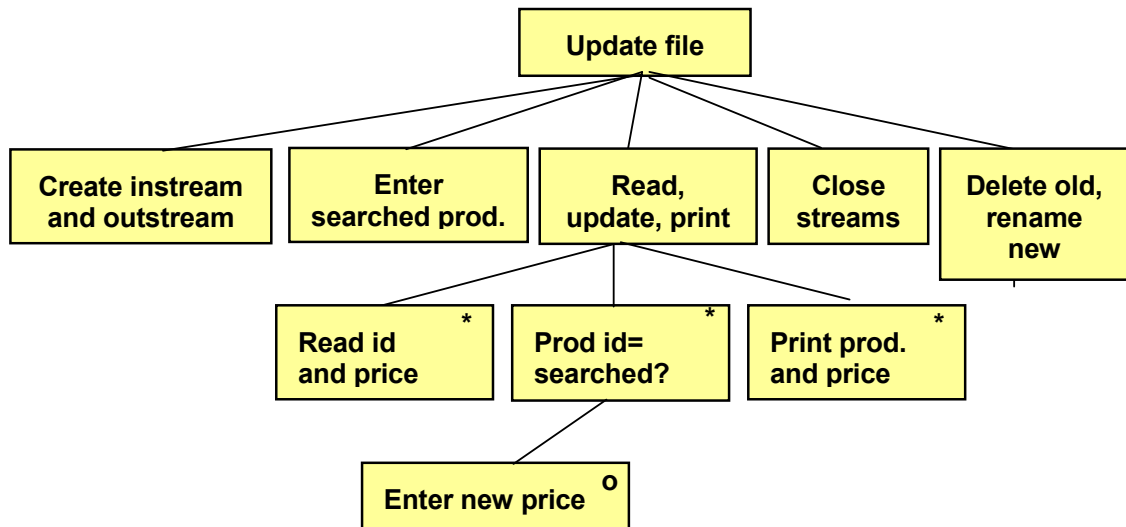 Update file
Create instream
and outstream
Enter
searched prod.
Read,
update, print
Close
streams
Delete old,
rename
new
*
Read id
and price
*
Prod id=
searched?
*
Print prod.
and price
Enter new price o